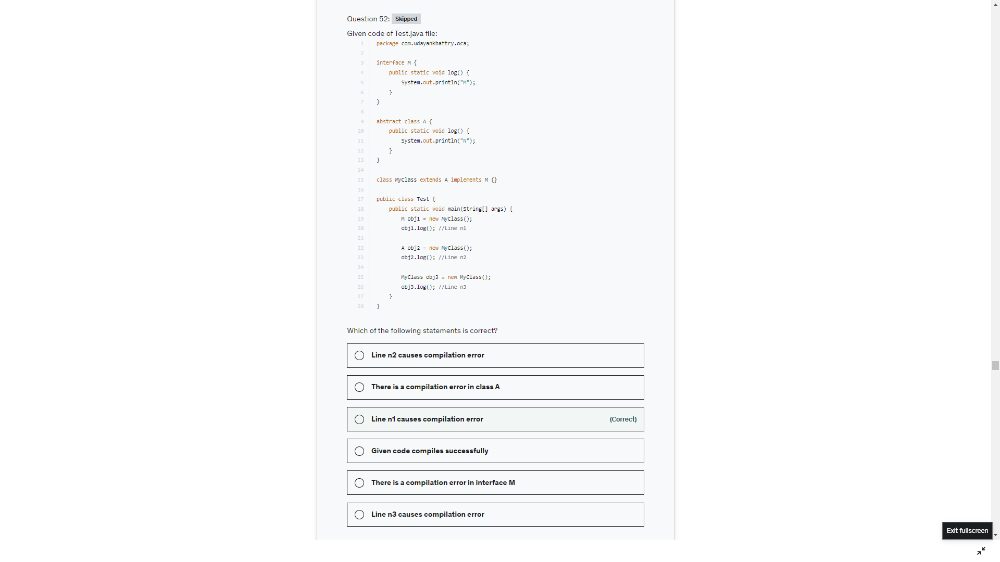 Question 52: Skipped
Given code of Test.java file:
1 package com.udayankhattry.oca;
2
3 interface M {
4 public static void log() {
5 System.out.println("M");
6 }
7 }
8
9 abstract class A {
10 public static void log() {
11 System.out.println("N");
12 }
13 }
14
15 class MyClass extends A implements M {}
16
17 public class Test {
18 public static void main(String[] args) {
19 M obj1 = new MyClass();
20 obj1.log(); //Line n1
21
22 A obj2 = new MyClass();
23 obj2.log(); //Line n2
24
25 MyClass obj3 = new MyClass();
26 obj3.log(); //Line n3
27 }
28 }
Which of the following statements is correct?
Line n2 causes compilation error
There is a compilation error in class A
Line n1 causes compilation error (Correct)
Given code compiles successfully
There is a compilation error in interface M
Line n3 causes compilation error
Exit fullscreen